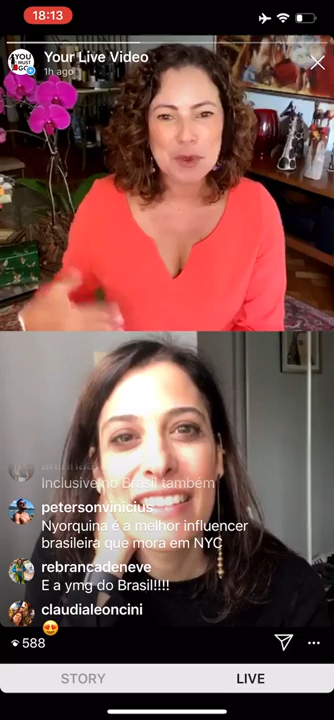 18:13
YOU
MUST
GO
Your Live Video
1h ago
Inclusive no Brasil também
petersonvinicius
Nyorquina é a melhor influencer
brasileira que mora em NYC
rebrancadeneve
E a ymg do Brasil!!!!
claudialeoncini
😍
588
STORY
LIVE